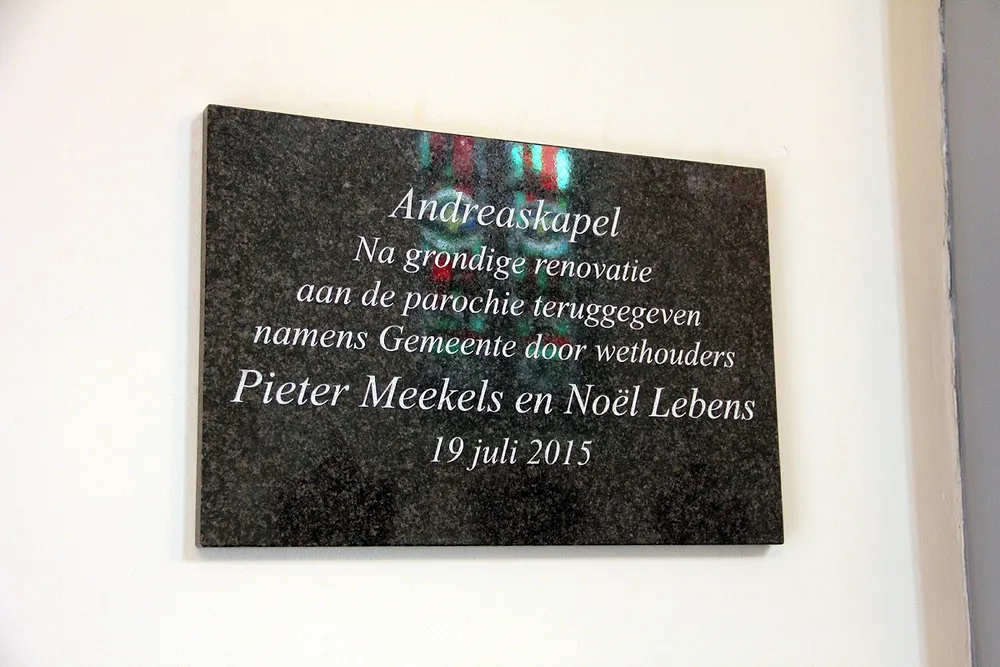 Andreaskapel
Na grondige renovatie
aan de parochie teruggegeven
namens Gemeente door wethouders
Pieter Meekels en Noël Lebens
19 juli 2015